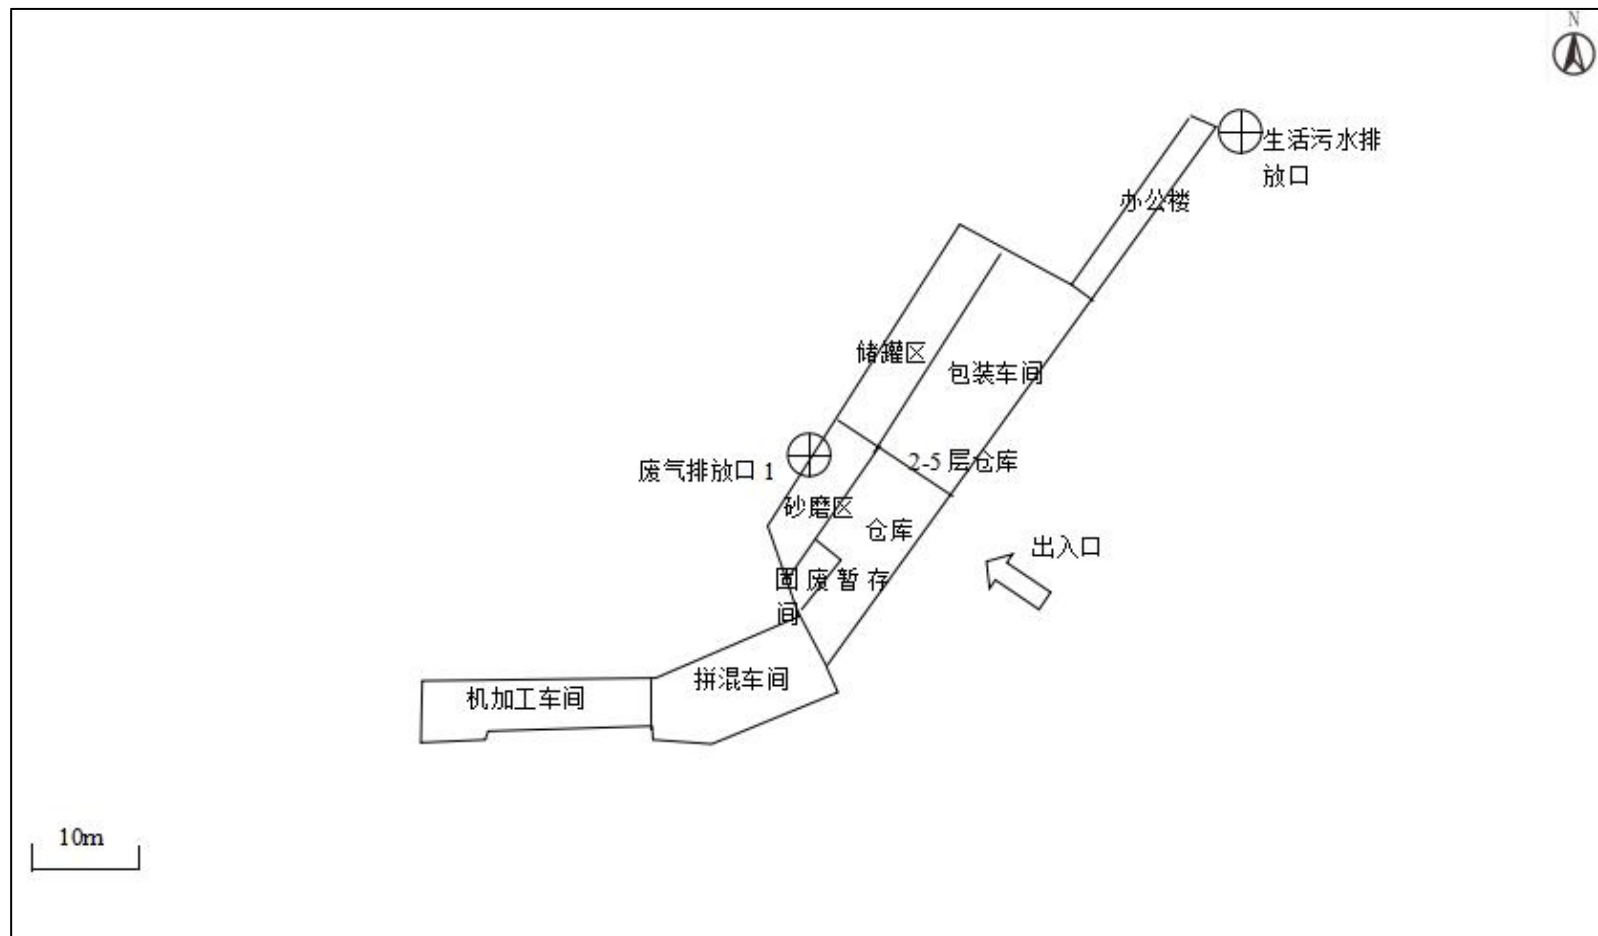 N
生活污水排
放口
办公楼
储罐区
包装车间
2-5 层仓库
废气排放口 1
砂磨区
仓库
出入口
固废暂存
间
拼混车间
机加工车间
10m